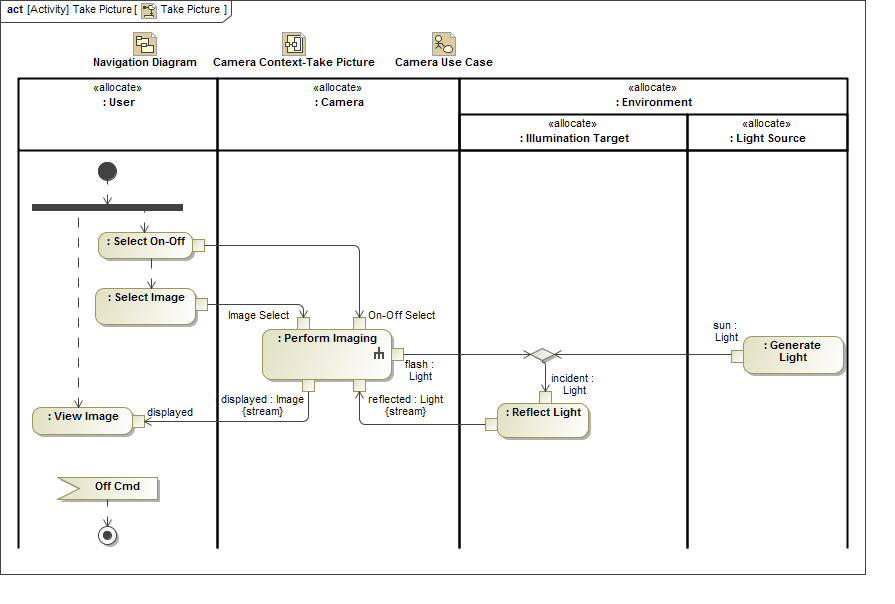 act [Activity] Take Picture [ Take Picture ]
Navigation Diagram
Camera Context-Take Picture
Camera Use Case
«allocate»
: User
«allocate»
: Camera
«allocate»
: Environment
«allocate»
: Illumination Target
«allocate»
: Light Source
: Select On-Off
: Select Image
Image Select
On-Off Select
: Perform Imaging
flash :
Light
sun :
Light
: Generate
Light
incident :
Light
displayed : Image
{stream}
reflected : Light
{stream}
: Reflect Light
: View Image
displayed
Off Cmd